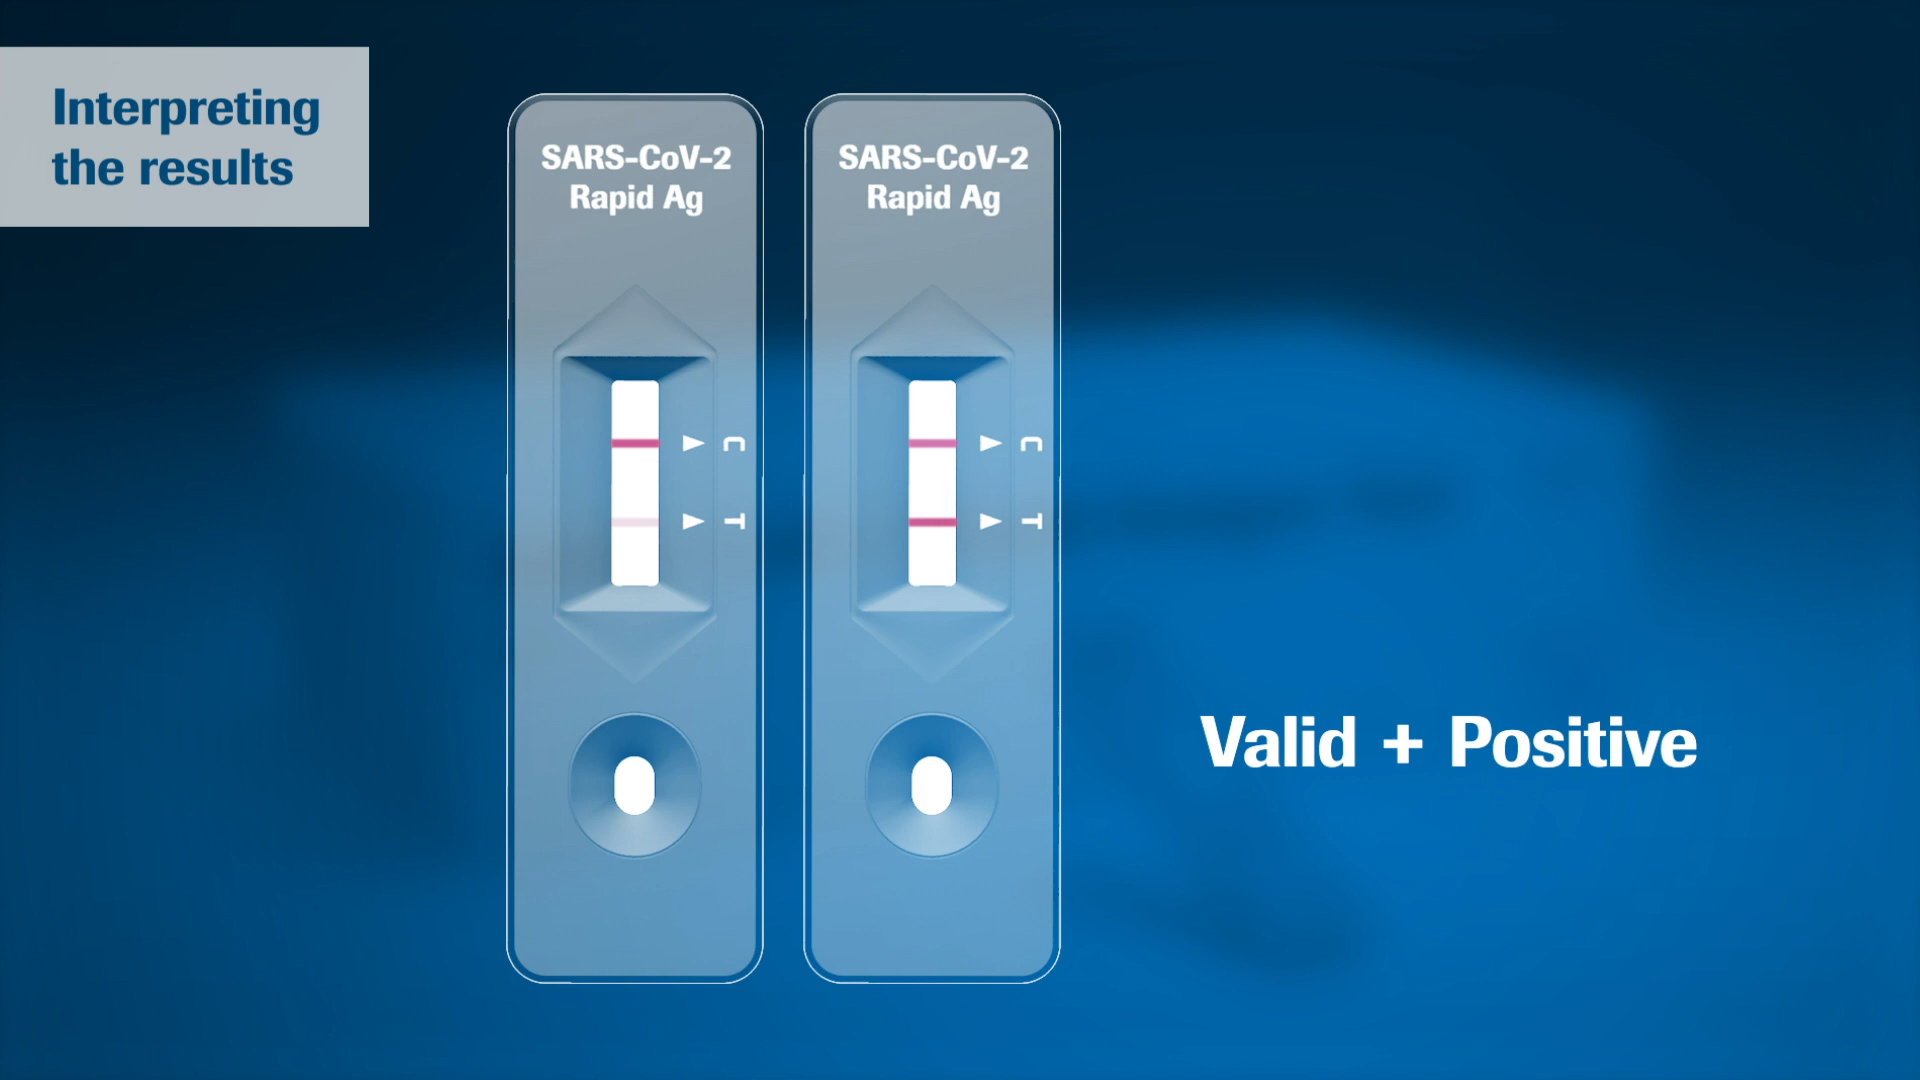 Interpreting
the results
SARS-CoV-2
Rapid Ag
C
T
SARS-CoV-2
Rapid Ag
C
T
Valid + Positive